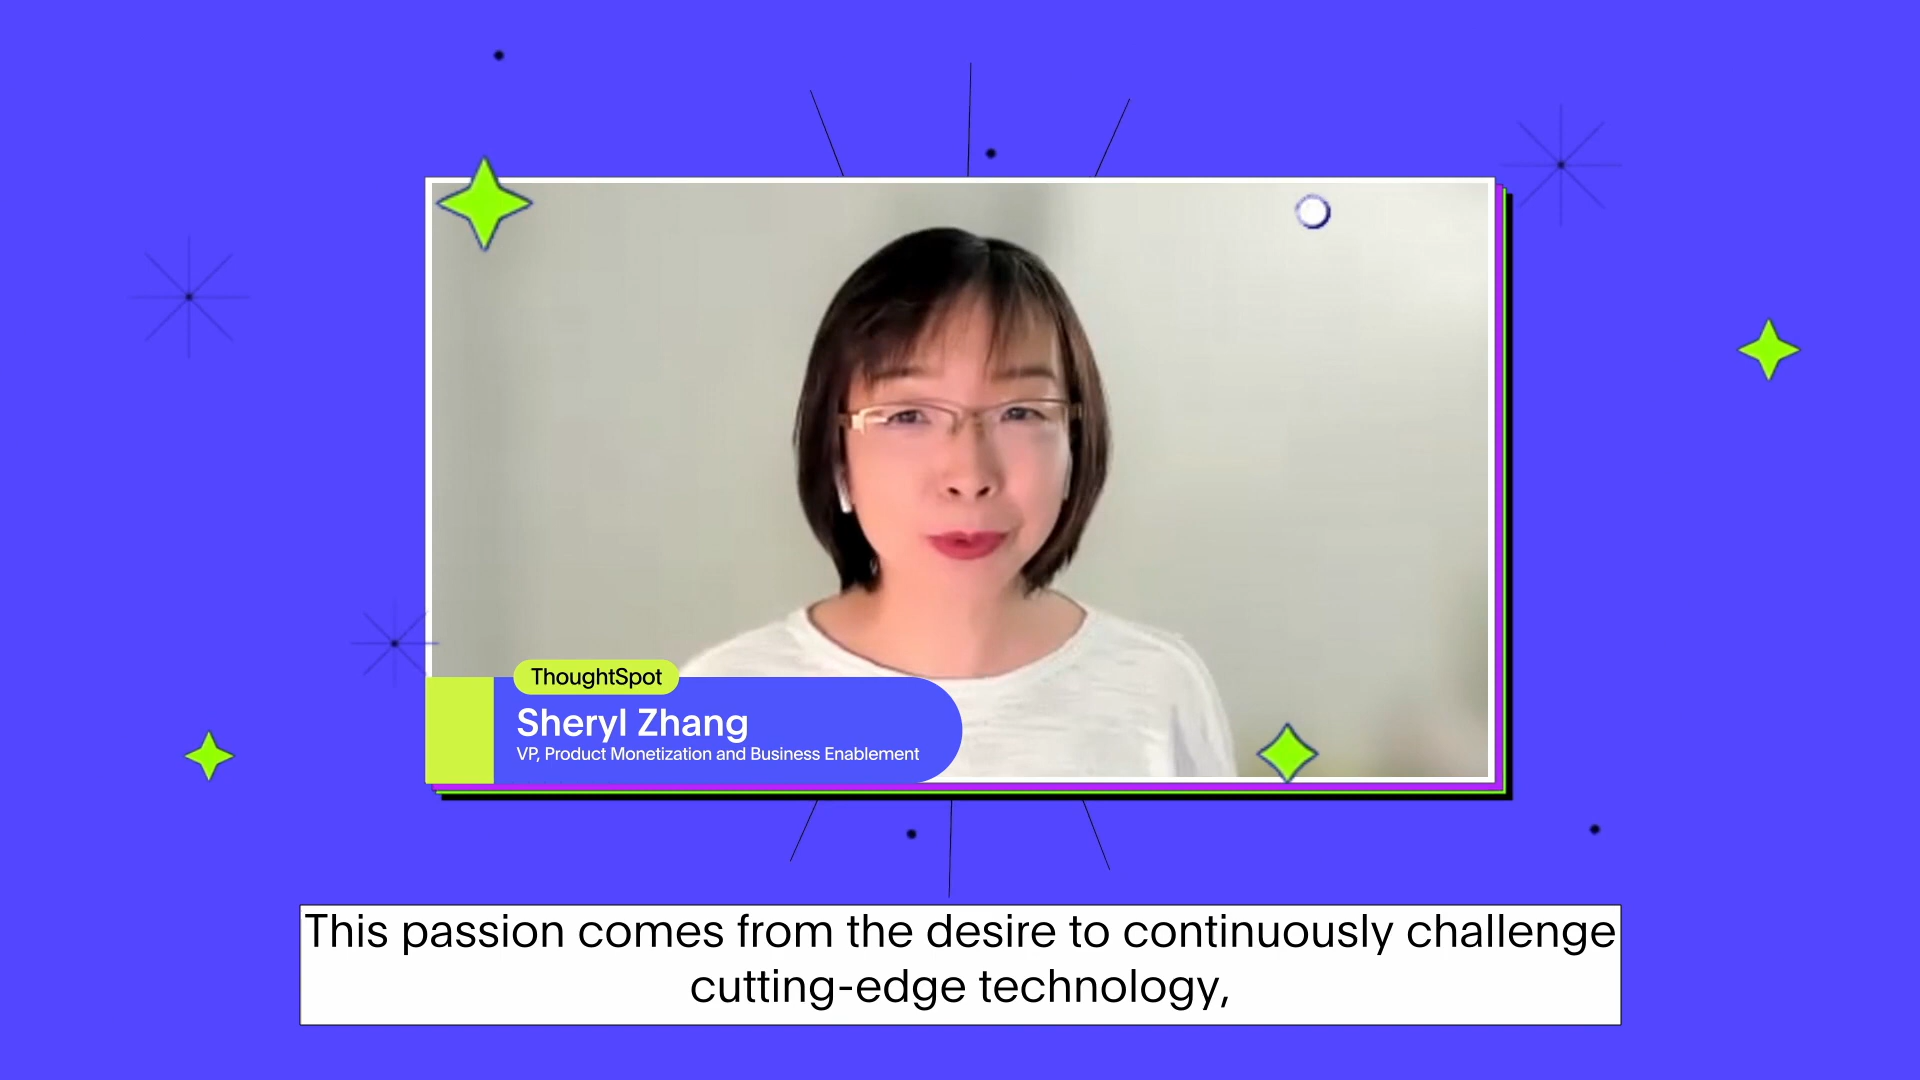 ThoughtSpot
Sheryl Zhang
VP, Product Monetization and Business Enablement
This passion comes from the desire to continuously challenge
cutting-edge technology,